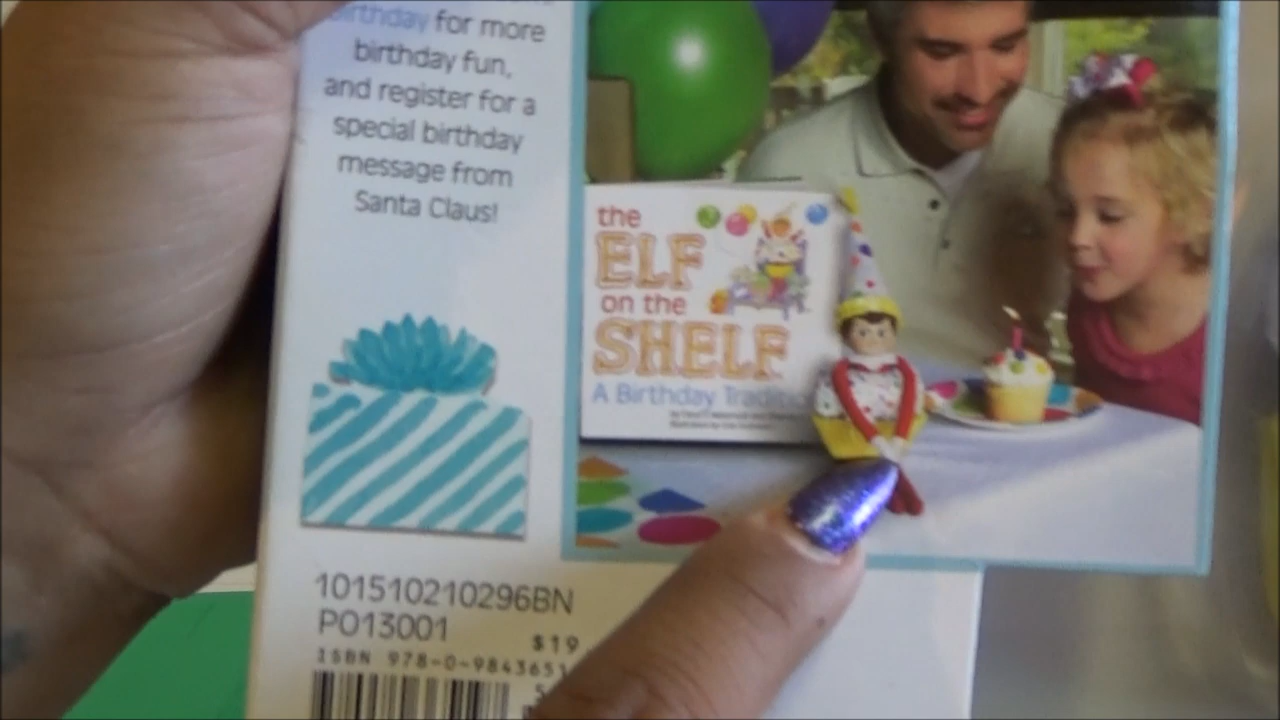 birthday for more
birthday fun,
and register for a
special birthday
message from
Santa Claus!
the
ELF
on the
SHELF
A Birthday
101510210296BN
PO13001
$19
ISBN 978-0-9843651